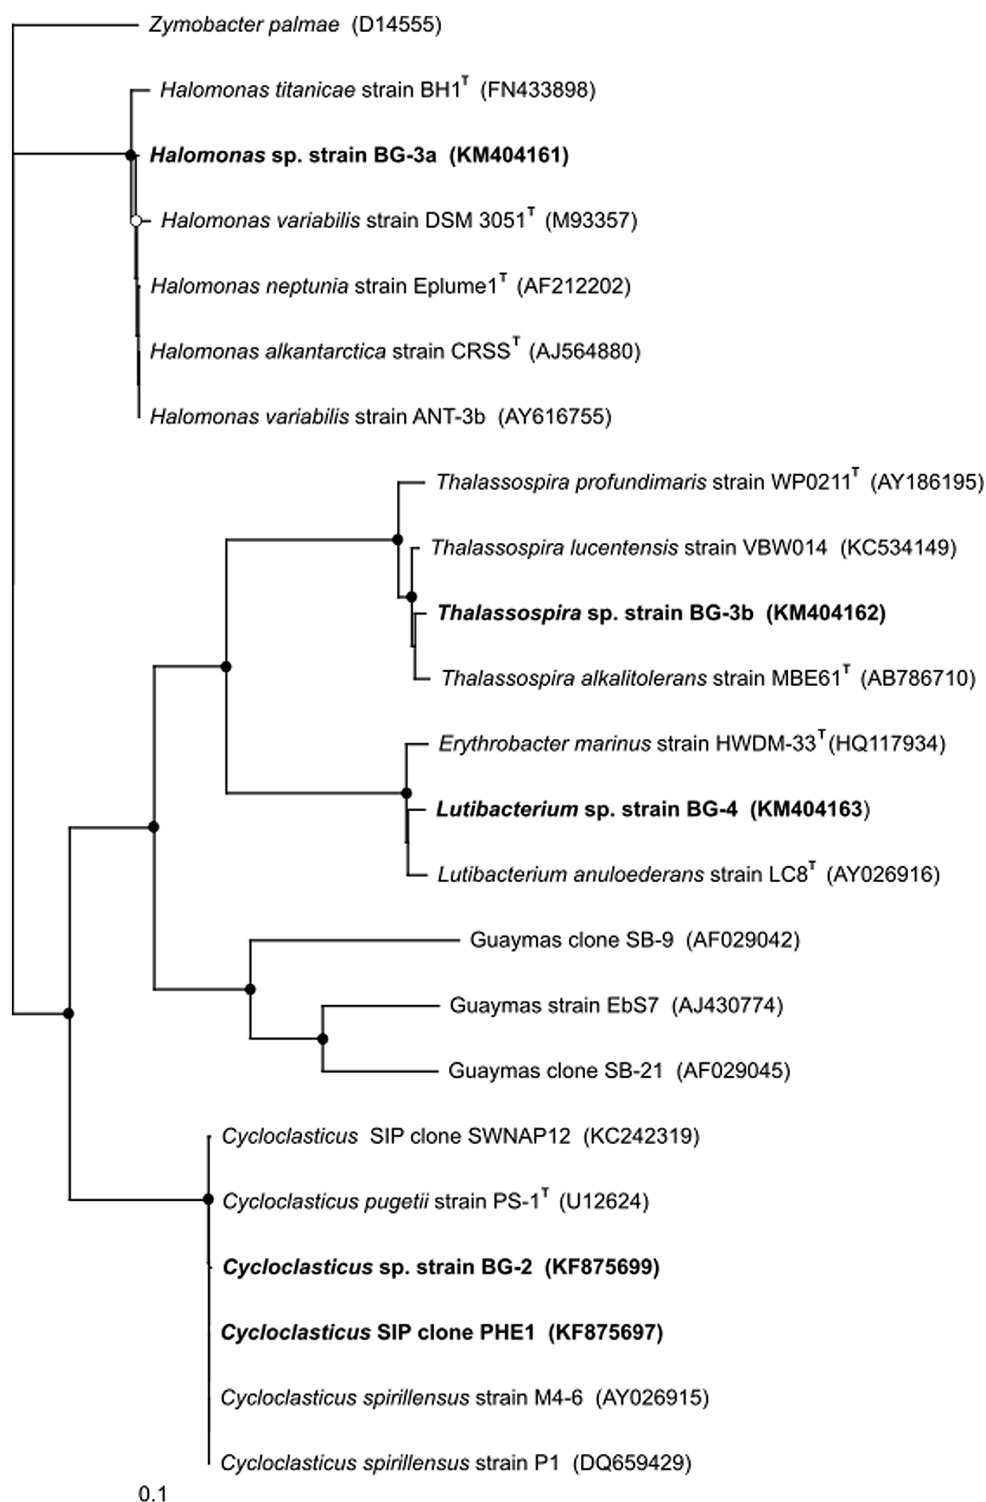 Zymobacter palmae (D14555)
Halomonas titanicae strain BH1T (FN433898)
Halomonas sp. strain BG-3a (KM404161)
Halomonas variabilis strain DSM 3051T (M93357)
Halomonas neptunia strain Eplume1T (AF212202)
Halomonas alkantarctica strain CRSST (AJ564880)
Halomonas variabilis strain ANT-3b (AY616755)
Thalassospira profundimaris strain WP0211T (AY186195)
Thalassospira lucentensis strain VBW014 (KC534149)
Thalassospira sp. strain BG-3b (KM404162)
Thalassospira alkalitolerans strain MBE61T (AB786710)
Erythrobacter marinus strain HWDM-33T (HQ117934)
Lutibacterium sp. strain BG-4 (KM404163)
Lutibacterium anuloederans strain LC8T (AY026916)
Guaymas clone SB-9 (AF029042)
Guaymas strain EbS7 (AJ430774)
Guaymas clone SB-21 (AF029045)
Cycloclasticus SIP clone SWNAP12 (KC242319)
Cycloclasticus pugetii strain PS-1T (U12624)
Cycloclasticus sp. strain BG-2 (KF875699)
Cycloclasticus SIP clone PHE1 (KF875697)
Cycloclasticus spirillensus strain M4-6 (AY026915)
Cycloclasticus spirillensus strain P1 (DQ659429)
0.1